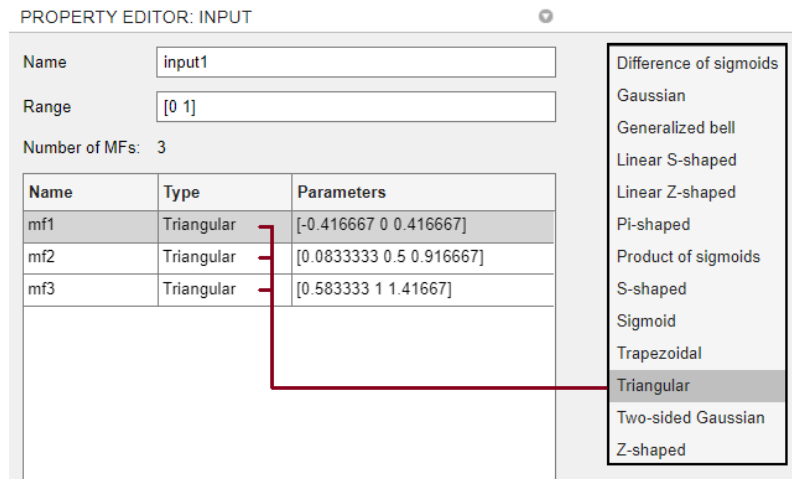 PROPERTY EDITOR: INPUT
Name input1
Range [0 1]
Number of MFs: 3
Name Type Parameters
mf1 Triangular [-0.416667 0 0.416667]
mf2 Triangular [0.0833333 0.5 0.916667]
mf3 Triangular [0.583333 1 1.41667]
Difference of sigmoids
Gaussian
Generalized bell
Linear S-shaped
Linear Z-shaped
Pi-shaped
Product of sigmoids
S-shaped
Sigmoid
Trapezoidal
Triangular
Two-sided Gaussian
Z-shaped